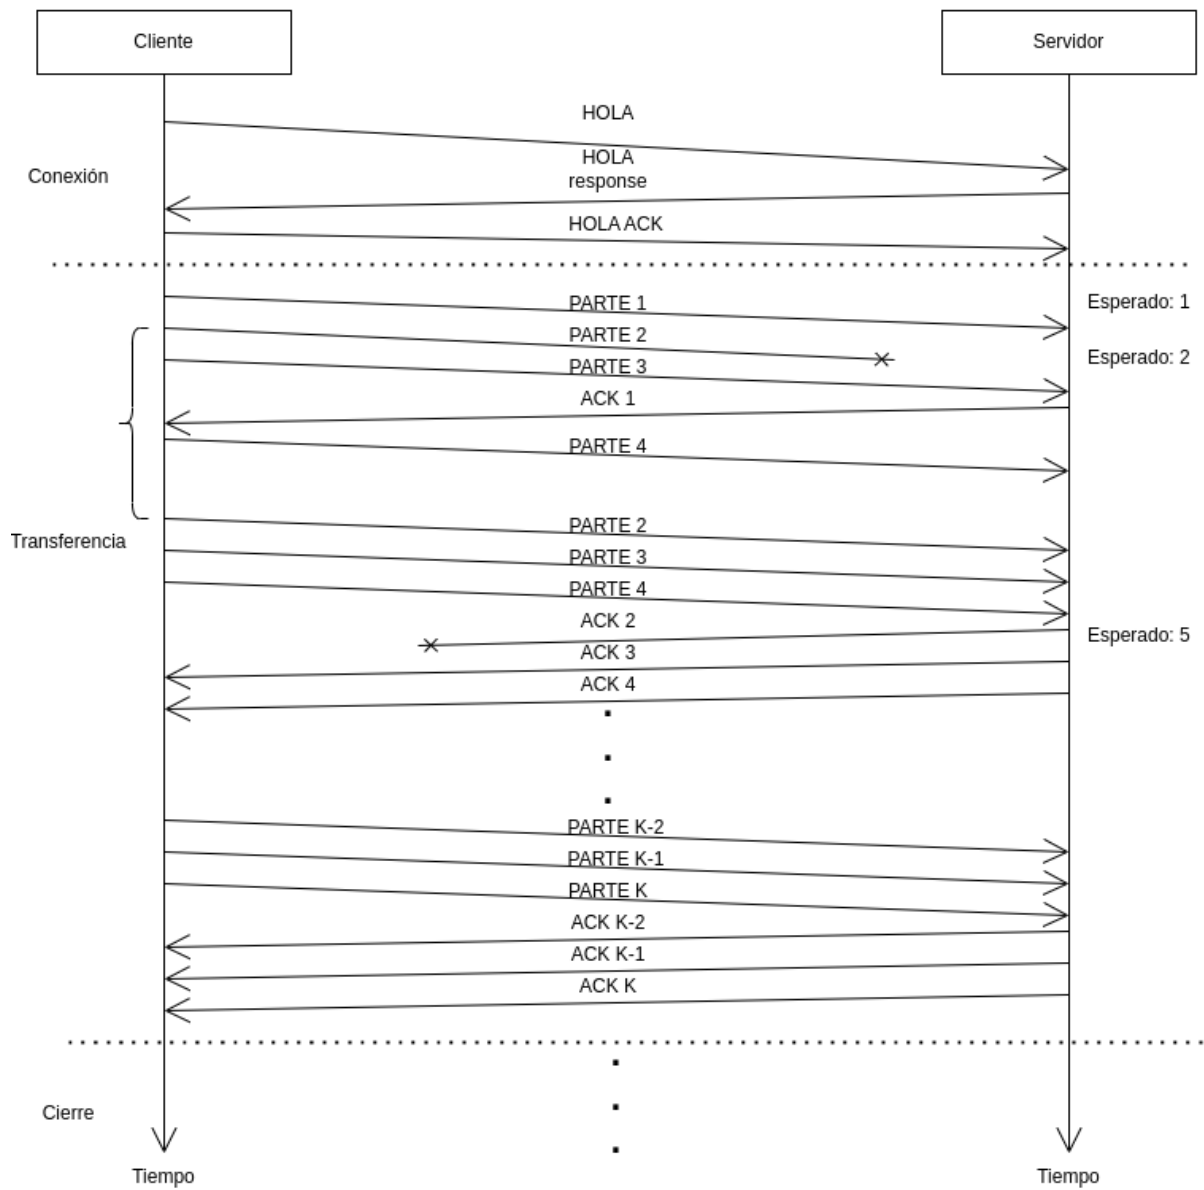 Cliente
Servidor
HOLA
HOLA
response
Conexión
HOLA ACK
PARTE 1
Esperado: 1
PARTE 2
Esperado: 2
PARTE 3
ACK 1
PARTE 4
PARTE 2
Transferencia
PARTE 3
PARTE 4
ACK 2
Esperado: 5
ACK 3
ACK 4
PARTE K-2
PARTE K-1
PARTE K
ACK K-2
ACK K-1
ACK K
Cierre
Tiempo
Tiempo